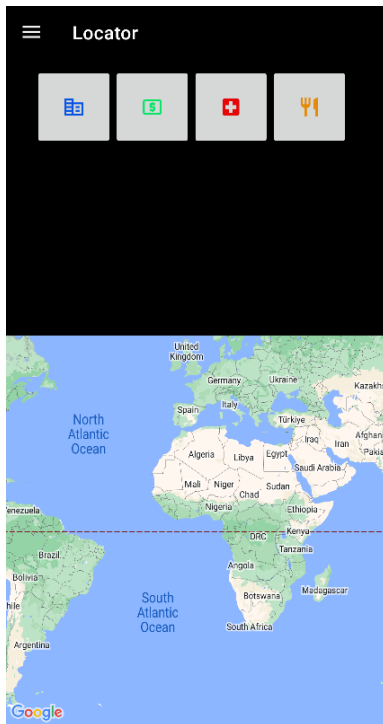 Locator
$
United
Kingdom
Germany
Ukraine
Kazakh
Spain
Italy
Türkiye
North
Atlantic
Ocean
Iraq
Iran
Afghan
Pakis
Algeria
Libya
Egypt
Saudi Arabia
Mali
Niger
Chad
Sudan
Nigeria
Ethiopia
enezuela
DRC
Kenya
Tanzania
Brazil
Angola
Bolivia
Botswana
Madagascar
hile
South
Atlantic
Ocean
South Africa
Argentina
Google